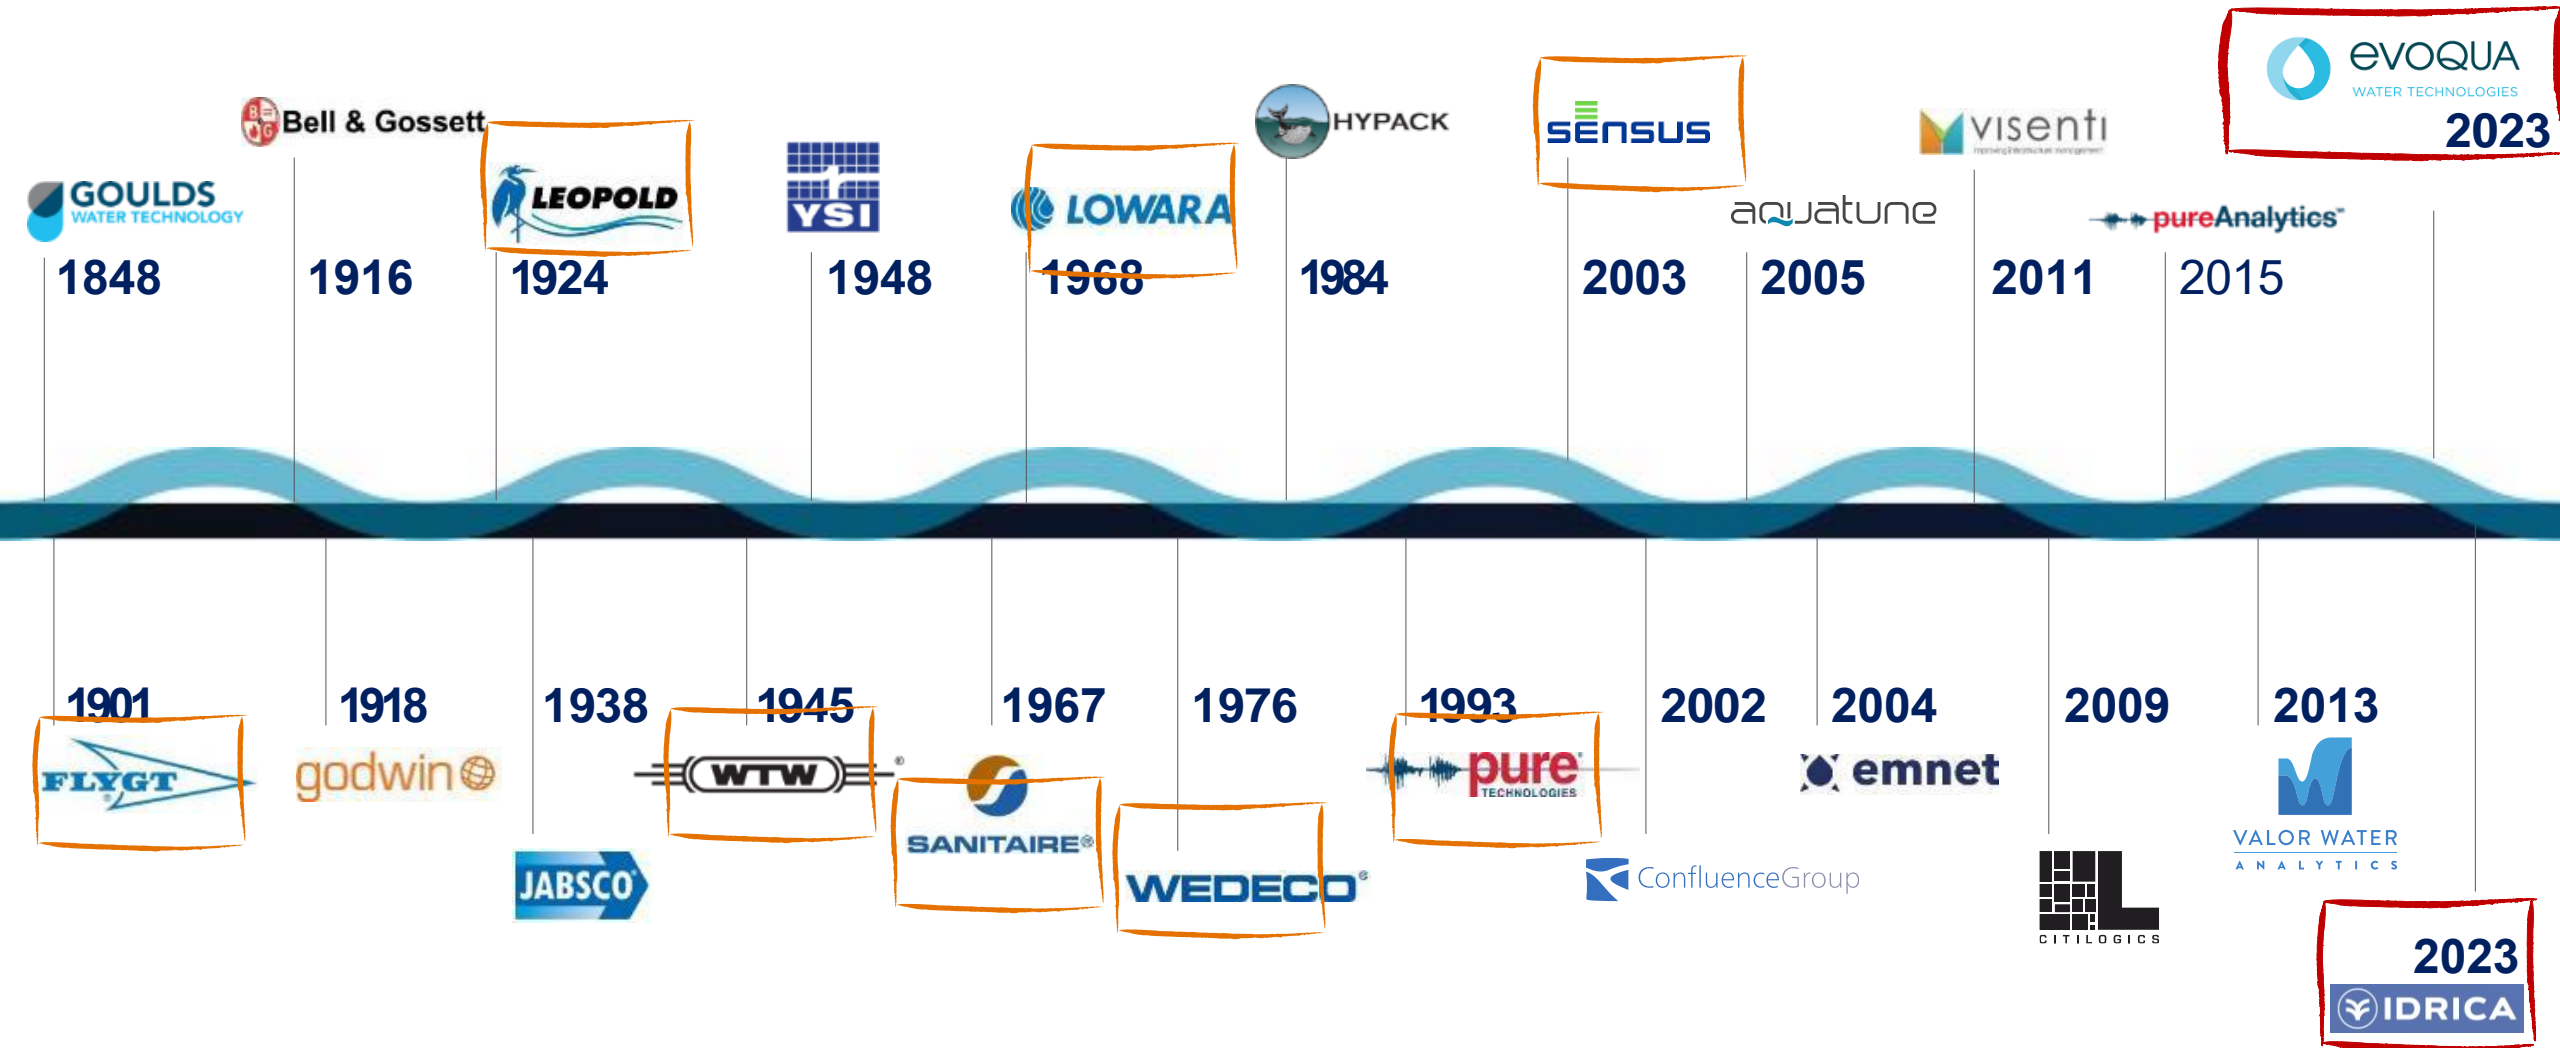 GOULDS
WATER TECHNOLOGY
1848
B
G
&
G
Bell & Gossett
1916
LEOPOLD
1924
YSI
1948
LOWARA
1968
HYPACK
1984
sensus
2003
aquatune
2005
visenti
2011
pureAnalytics™
2015
evoQUA
WATER TECHNOLOGIES
2023
1901
FLYGT
®
1918
godwin
1938
JABSCO
1945
WTW®
1967
SANITAIRE®
1976
WEDECO®
1993
pure
TECHNOLOGIES
2002
ConfluenceGroup
2004
emnet
2009
L
CITILOGICS
2013
VALOR WATER
ANALYTICS
2023
IDRICA